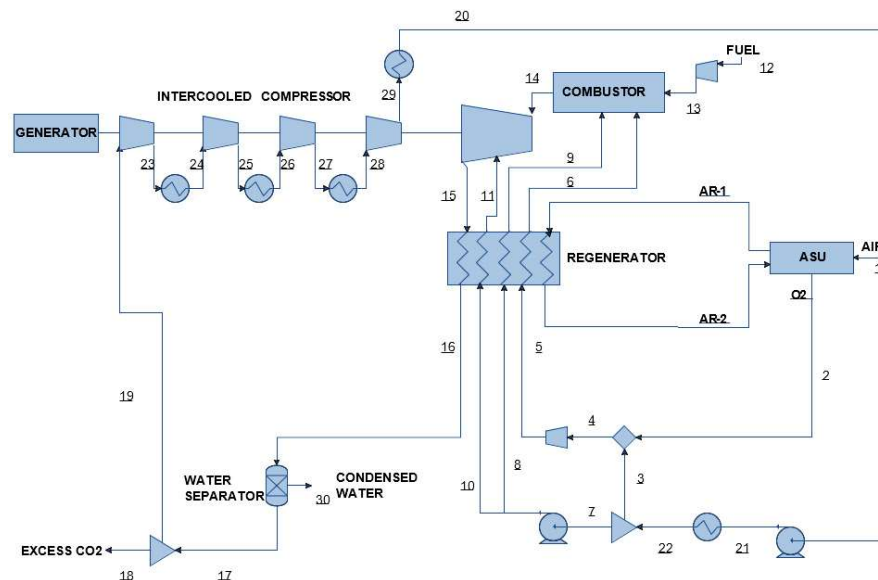 20
FUEL
12
14
COMBUSTOR
13
29
INTERCOOLED COMPRESSOR
GENERATOR
23
24
25
26
27
28
9
6
15
11
AR-1
REGENERATOR
ASU
AIR
1
O2
AR-2
16
5
2
19
4
8
3
WATER
SEPARATOR
CONDENSED
WATER
30
10
7
22
21
EXCESS CO2
18
17